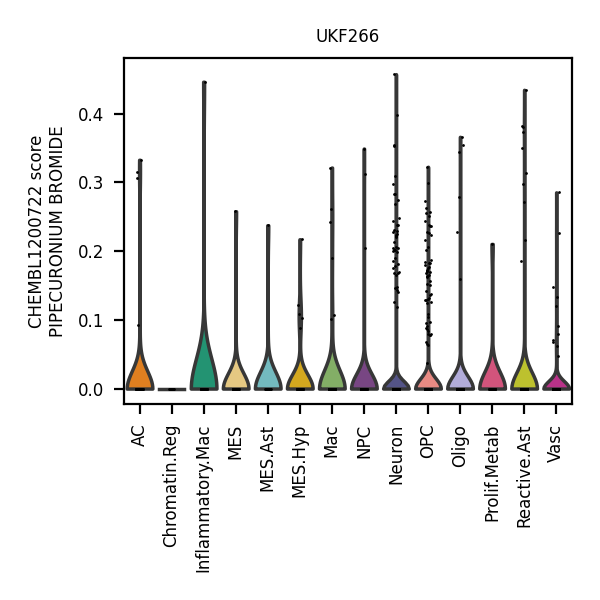 UKF266
CHEMBL1200722 score
PIPECURONIUM BROMIDE
0.4
0.3
0.2
0.1
0.0
AC
Chromatin.Reg
Inflammatory.Mac
MES
MES.Ast
MES.Hyp
Mac
NPC
Neuron
OPC
Oligo
Prolif.Metab
Reactive.Ast
Vasc